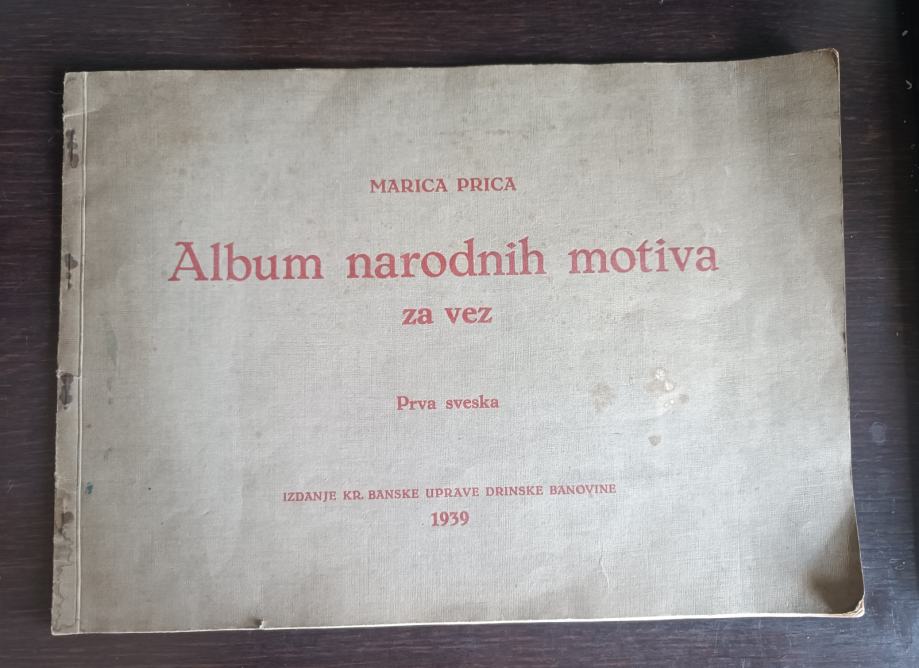 MARICA PRICA
Album narodnih motiva
za vez
Prva sveska
IZDANJE KR. BANSKE UPRAVE DRINSKE BANOVINE
1939